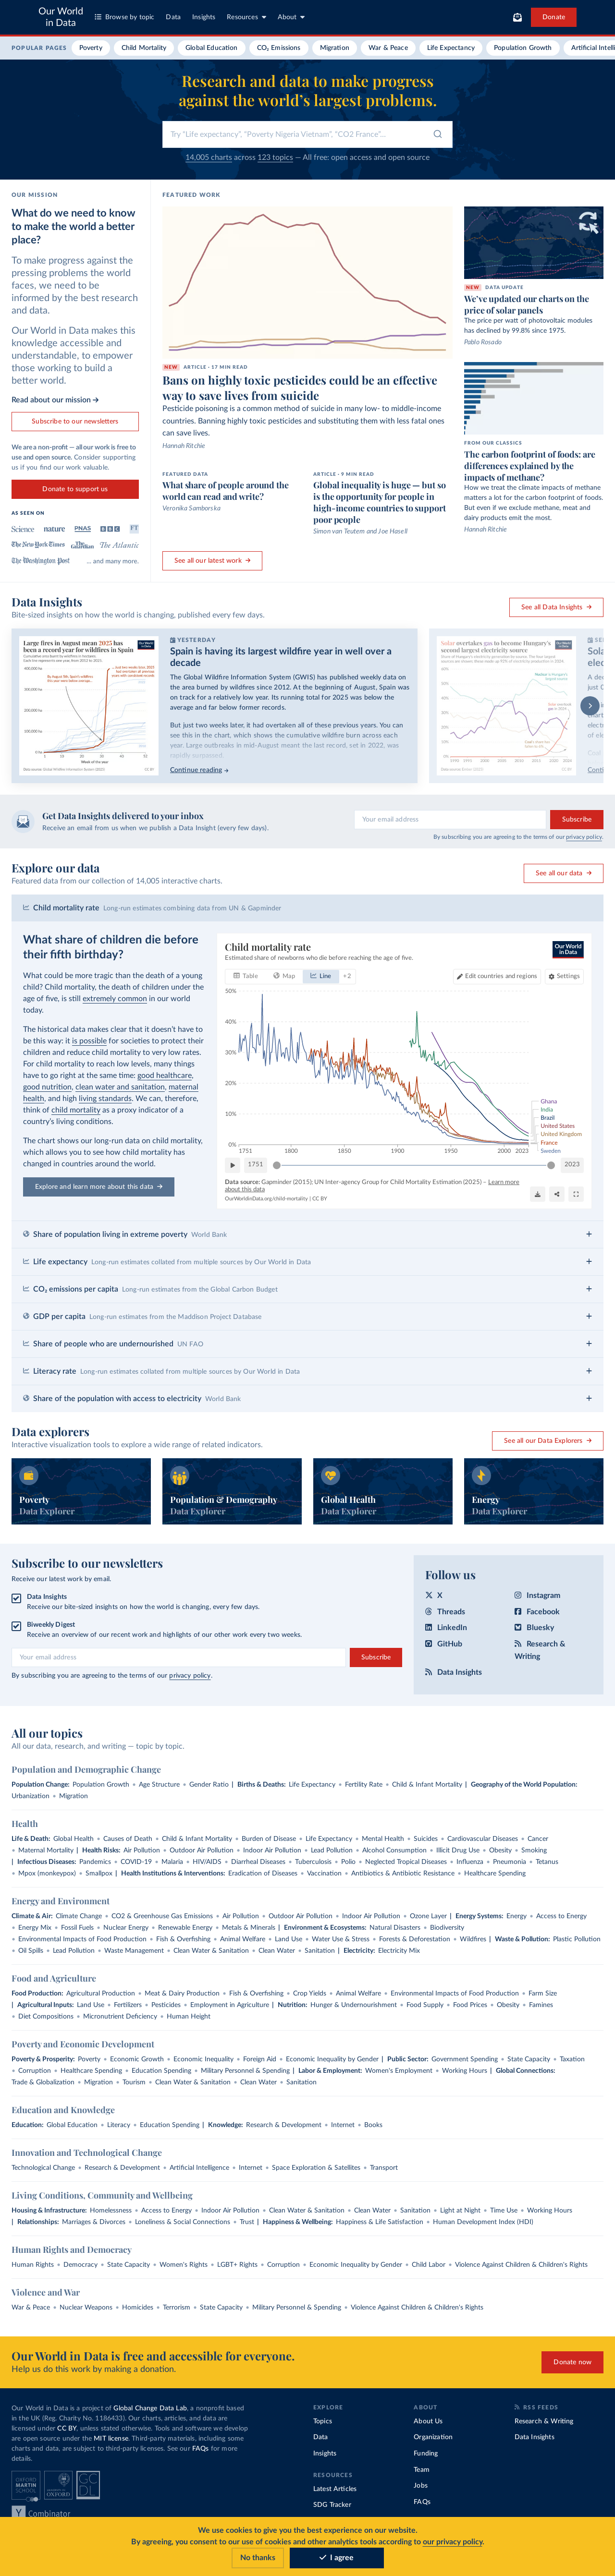 Our World
in Data
Browse by topic
Data
Insights
Resources
About
Donate
POPULAR PAGES
Poverty
Child Mortality
Global Education
CO₂ Emissions
Migration
War & Peace
Life Expectancy
Population Growth
Artificial Intelli
Research and data to make progress
against the world's largest problems.
Try "Life expectancy", "Poverty Nigeria Vietnam", "CO2 France"...
14,005 charts across 123 topics — All free: open access and open source
OUR MISSION
What do we need to know
to make the world a better
place?
To make progress against the
pressing problems the world
faces, we need to be
informed by the best research
and data.
Our World in Data makes this
knowledge accessible and
understandable, to empower
those working to build a
better world.
Read about our mission →
Subscribe to our newsletters
We are a non-profit — all our work is free to
use and open source. Consider supporting
us if you find our work valuable.
Donate to support us
AS SEEN ON
Science nature PNAS BBC FT
The New York Times The Guardian The Atlantic
The Washington Post ... and many more.
FEATURED WORK
NEW ARTICLE - 17 MIN READ
Bans on highly toxic pesticides could be an effective
way to save lives from suicide
Pesticide poisoning is a common method of suicide in many low- to middle-income
countries. Banning highly toxic pesticides and substituting them with less fatal ones
can save lives.
Hannah Ritchie
FEATURED DATA
What share of people around the
world can read and write?
Veronika Samborska
ARTICLE - 9 MIN READ
Global inequality is huge — but so
is the opportunity for people in
high-income countries to support
poor people
Simon van Teutem and Joe Hasell
See all our latest work →
NEW DATA UPDATE
We've updated our charts on the
price of solar panels
The price per watt of photovoltaic modules
has declined by 99.8% since 1975.
Pablo Rosado
FROM OUR CLASSICS
The carbon footprint of foods: are
differences explained by the
impacts of methane?
How we treat the climate impacts of methane
matters a lot for the carbon footprint of foods.
But even if we exclude methane, meat and
dairy products emit the most.
Hannah Ritchie
Data Insights
Bite-sized insights on how the world is changing, published every few days.
See all Data Insights →
Large fires in August mean 2025 has
been a record year for wildfires in Spain
YESTERDAY
Spain is having its largest wildfire year in well over a
decade
The Global Wildfire Information System (GWIS) has published weekly data on
the area burned by wildfires since 2012. At the beginning of August, Spain was
on track for a relatively low year. Its running total for 2025 was below the
average and far below former records.
But just two weeks later, it had overtaken all of these previous years. You can
see this in the chart, which shows the cumulative wildfire burn across each
year. Large outbreaks in mid-August meant the last record, set in 2022, was
rapidly surpassed.
Continue reading →
Solar overtakes gas to become Hungary's
second largest electricity source
Get Data Insights delivered to your inbox
Receive an email from us when we publish a Data Insight (every few days).
Your email address
Subscribe
By subscribing you are agreeing to the terms of our privacy policy.
Explore our data
Featured data from our collection of 14,005 interactive charts.
See all our data →
Child mortality rate Long-run estimates combining data from UN & Gapminder
What share of children die before
their fifth birthday?
What could be more tragic than the death of a young
child? Child mortality, the death of children under the
age of five, is still extremely common in our world
today.
The historical data makes clear that it doesn't have to
be this way: it is possible for societies to protect their
children and reduce child mortality to very low rates.
For child mortality to reach low levels, many things
have to go right at the same time: good healthcare,
good nutrition, clean water and sanitation, maternal
health, and high living standards. We can, therefore,
think of child mortality as a proxy indicator of a
country's living conditions.
The chart shows our long-run data on child mortality,
which allows you to see how child mortality has
changed in countries around the world.
Explore and learn more about this data →
Child mortality rate
Estimated share of newborns who die before reaching the age of five.
Our World
in Data
Table
Map
Line
+2
Edit countries and regions
Settings
50%
40%
30%
20%
10%
0%
Ghana
India
Brazil
United States
United Kingdom
France
Sweden
1751 1800 1850 1900 1950 2000 2023
1751
2023
Data source: Gapminder (2015); UN Inter-agency Group for Child Mortality Estimation (2025) – Learn more
about this data
OurWorldinData.org/child-mortality | CC BY
Share of population living in extreme poverty World Bank
Life expectancy Long-run estimates collated from multiple sources by Our World in Data
CO₂ emissions per capita Long-run estimates from the Global Carbon Budget
GDP per capita Long-run estimates from the Maddison Project Database
Share of people who are undernourished UN FAO
Literacy rate Long-run estimates collated from multiple sources by Our World in Data
Share of the population with access to electricity World Bank
Data explorers
Interactive visualization tools to explore a wide range of related indicators.
See all our Data Explorers →
Poverty
Data Explorer
Population & Demography
Data Explorer
Global Health
Data Explorer
Energy
Data Explorer
Subscribe to our newsletters
Receive our latest work by email.
Data Insights
Receive our bite-sized insights on how the world is changing, every few days.
Biweekly Digest
Receive an overview of our recent work and highlights of our other work every two weeks.
Your email address
Subscribe
By subscribing you are agreeing to the terms of our privacy policy.
Follow us
X
Instagram
Threads
Facebook
LinkedIn
Bluesky
GitHub
Research &
Writing
Data Insights
All our topics
All our data, research, and writing — topic by topic.
Population and Demographic Change
Population Change: Population Growth • Age Structure • Gender Ratio | Births & Deaths: Life Expectancy • Fertility Rate • Child & Infant Mortality | Geography of the World Population:
Urbanization • Migration
Health
Life & Death: Global Health • Causes of Death • Child & Infant Mortality • Burden of Disease • Life Expectancy • Mental Health • Suicides • Cardiovascular Diseases • Cancer
• Maternal Mortality | Health Risks: Air Pollution • Outdoor Air Pollution • Indoor Air Pollution • Lead Pollution • Alcohol Consumption • Illicit Drug Use • Obesity • Smoking
| Infectious Diseases: Pandemics • COVID-19 • Malaria • HIV/AIDS • Diarrheal Diseases • Tuberculosis • Polio • Neglected Tropical Diseases • Influenza • Pneumonia • Tetanus
• Mpox (monkeypox) • Smallpox | Health Institutions & Interventions: Eradication of Diseases • Vaccination • Antibiotics & Antibiotic Resistance • Healthcare Spending
Energy and Environment
Climate & Air: Climate Change • CO2 & Greenhouse Gas Emissions • Air Pollution • Outdoor Air Pollution • Indoor Air Pollution • Ozone Layer | Energy Systems: Energy • Access to Energy
• Energy Mix • Fossil Fuels • Nuclear Energy • Renewable Energy • Metals & Minerals | Environment & Ecosystems: Natural Disasters • Biodiversity
• Environmental Impacts of Food Production • Fish & Overfishing • Animal Welfare • Land Use • Water Use & Stress • Forests & Deforestation • Wildfires | Waste & Pollution: Plastic Pollution
• Oil Spills • Lead Pollution • Waste Management • Clean Water & Sanitation • Clean Water • Sanitation | Electricity: Electricity Mix
Food and Agriculture
Food Production: Agricultural Production • Meat & Dairy Production • Fish & Overfishing • Crop Yields • Animal Welfare • Environmental Impacts of Food Production • Farm Size
| Agricultural Inputs: Land Use • Fertilizers • Pesticides • Employment in Agriculture | Nutrition: Hunger & Undernourishment • Food Supply • Food Prices • Obesity • Famines
• Diet Compositions • Micronutrient Deficiency • Human Height
Poverty and Economic Development
Poverty & Prosperity: Poverty • Economic Growth • Economic Inequality • Foreign Aid • Economic Inequality by Gender | Public Sector: Government Spending • State Capacity • Taxation
• Corruption • Healthcare Spending • Education Spending • Military Personnel & Spending | Labor & Employment: Women's Employment • Working Hours | Global Connections:
Trade & Globalization • Migration • Tourism • Clean Water & Sanitation • Clean Water • Sanitation
Education and Knowledge
Education: Global Education • Literacy • Education Spending | Knowledge: Research & Development • Internet • Books
Innovation and Technological Change
Technological Change • Research & Development • Artificial Intelligence • Internet • Space Exploration & Satellites • Transport
Living Conditions, Community and Wellbeing
Housing & Infrastructure: Homelessness • Access to Energy • Indoor Air Pollution • Clean Water & Sanitation • Clean Water • Sanitation • Light at Night • Time Use • Working Hours
| Relationships: Marriages & Divorces • Loneliness & Social Connections • Trust | Happiness & Wellbeing: Happiness & Life Satisfaction • Human Development Index (HDI)
Human Rights and Democracy
Human Rights • Democracy • State Capacity • Women's Rights • LGBT+ Rights • Corruption • Economic Inequality by Gender • Child Labor • Violence Against Children & Children's Rights
Violence and War
War & Peace • Nuclear Weapons • Homicides • Terrorism • State Capacity • Military Personnel & Spending • Violence Against Children & Children's Rights
Our World in Data is free and accessible for everyone.
Help us do this work by making a donation.
Donate now
Our World in Data is a project of Global Change Data Lab, a nonprofit based
in the UK (Reg. Charity No. 1186433). Our charts, articles, and data are
licensed under CC BY, unless stated otherwise. Tools and software we develop
are open source under the MIT license. Third-party materials, including some
charts and data, are subject to third-party licenses. See our FAQs for more
details.
OXFORD MARTIN SCHOOL
UNIVERSITY OF OXFORD
GCDL
Y Combinator
EXPLORE
Topics
Data
Insights
RESOURCES
Latest Articles
SDG Tracker
ABOUT
About Us
Organization
Funding
Team
Jobs
FAQs
RSS FEEDS
Research & Writing
Data Insights
We use cookies to give you the best experience on our website.
By agreeing, you consent to our use of cookies and other analytics tools according to our privacy policy.
No thanks
I agree